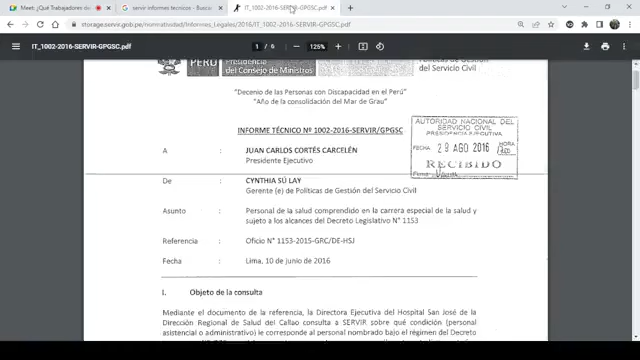 Meet: ¿Qué Trabajadores de
servir informes tecnicos - Busca
IT_1002-2016-SERVIR-GPGSC.pdf
storage.servir.gob.pe/normatividad/Informes_Legales/2016/IT_1002-2016-SERVIR-GPGSC.pdf
IT_1002-2016-SERVIR-GPGSC.pdf
1 / 6
125%
PERÚ
Presidencia
del Consejo de Ministros
Políticas de Gestión
del Servicio Civil
"Decenio de las Personas con Discapacidad en el Perú"
"Año de la consolidación del Mar de Grau"
INFORME TÉCNICO Nº 1002-2016-SERVIR/GPGSC
AUTORIDAD NACIONAL DEL
SERVICIO CIVIL
PRESIDENCIA EJECUTIVA
FECHA 28 AGO 2016 HORA
RECIBIDO
Firma
A : JUAN CARLOS CORTÉS CARCELÉN
Presidente Ejecutivo
De : CYNTHIA SÚ LAY
Gerente (e) de Políticas de Gestión del Servicio Civil
Asunto : Personal de la salud comprendido en la carrera especial de la salud y
sujeto a los alcances del Decreto Legislativo N° 1153
Referencia : Oficio N° 1153-2015-GRC/DE-HSJ
Fecha : Lima, 10 de junio de 2016
I. Objeto de la consulta
Mediante el documento de la referencia, la Directora Ejecutiva del Hospital San José de la
Dirección Regional de Salud del Callao consulta a SERVIR sobre qué condición (personal
asistencial o administrativo) le corresponde al personal nombrado bajo el régimen del Decreto